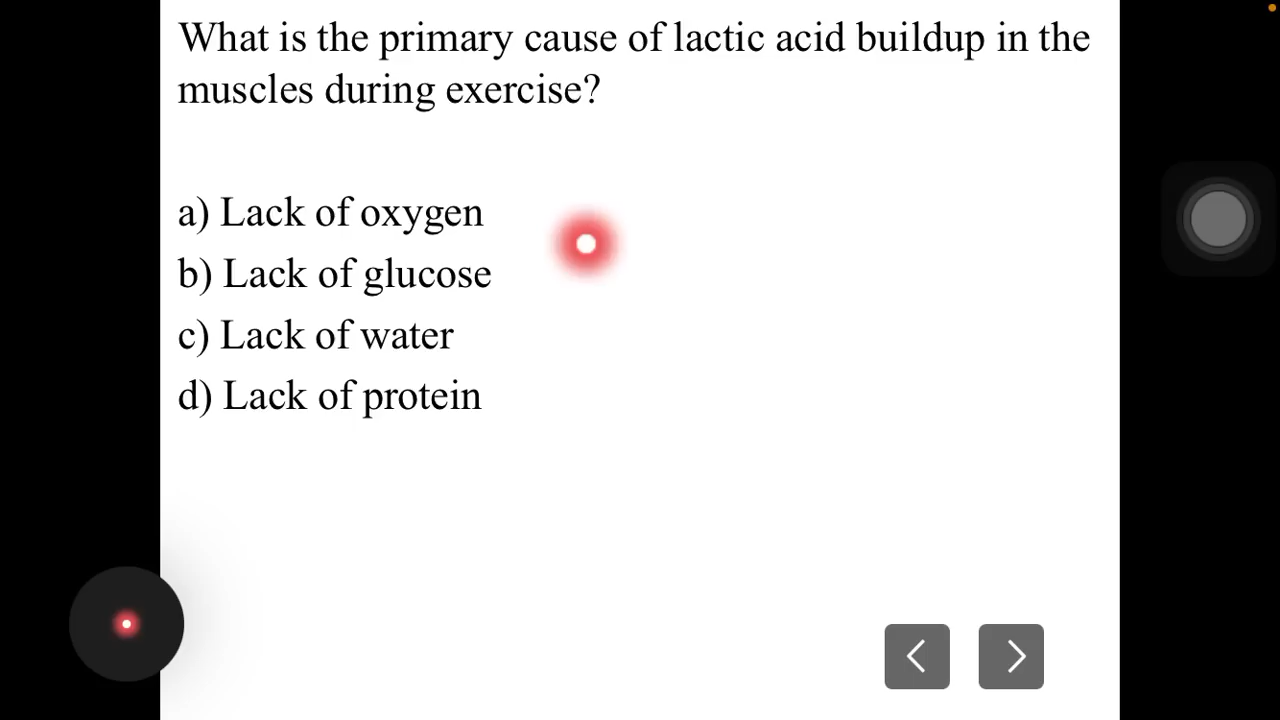 What is the primary cause of lactic acid buildup in the
muscles during exercise?
a) Lack of oxygen
b) Lack of glucose
c) Lack of water
d) Lack of protein